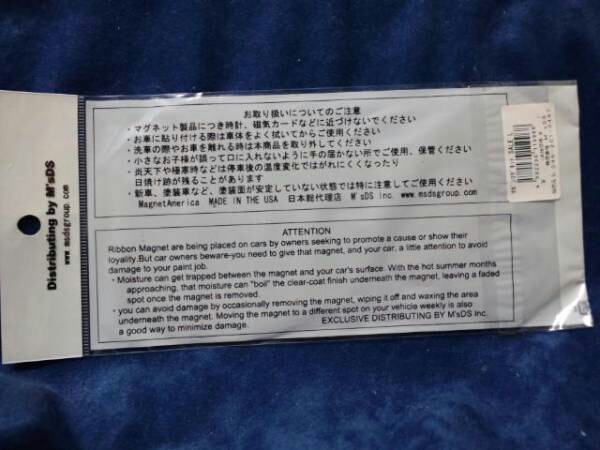 Distributing by M'sDS
www.msdsgroup.com
お取り扱いについてのご注意
・マグネット製品につき時計、磁気カードなどに近づけないでください
・お車に貼り付ける際は車体をよく拭いてからご使用ください
・洗車の際やお車を離れる時は本商品を取り外してください
・小さなお子様が誤って口に入れないように手の届かない所でご使用、保管ください
・炎天下や極寒時などは停車後の温度変化ではがれにくくなったり
日焼け跡が残ることがあります
・新車、塗装車など、塗装面が安定していない状態では特に注意してご使用ください
MagnetAmerica MADE IN THE USA 日本総代理店 M'sDS Inc. www.msdsgroup.com
ATTENTION
Ribbon Magnet are being placed on cars by owners seeking to promote a cause or show their
loyality.But car owners beware-you need to give that magnet, and your car, a little attention to avoid
damage to your paint job.
・Moisture can get trapped between the magnet and your car's surface. With the hot summer months
approaching, that moisture can "boil" the clear-coat finish underneath the magnet, leaving a faded
spot once the magnet is removed.
・you can avoid damage by occasionally removing the magnet, wiping it off and waxing the area
underneath the magnet. Moving the magnet to a different spot on your vehicle weekly is also
a good way to minimize damage.
EXCLUSIVE DISTRIBUTING BY M'sDS Inc.